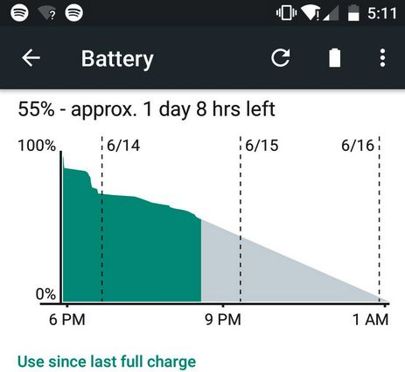 5:11
Battery
55% - approx. 1 day 8 hrs left
100% 6/14 6/15 6/16
0%
6 PM 9 PM 1 AM
Use since last full charge